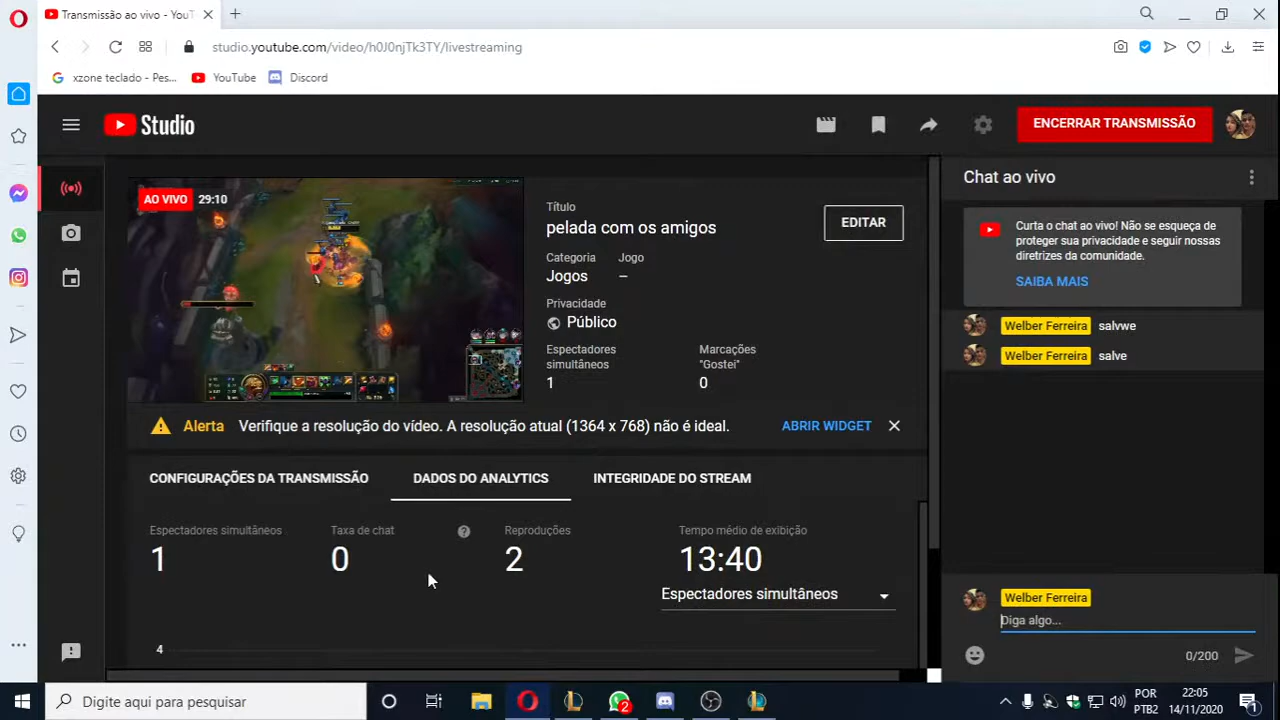 Transmissão ao vivo - YouT
studio.youtube.com/video/h0J0njTk3TY/livestreaming
xzone teclado - Pes...
YouTube
Discord
Studio
ENCERRAR TRANSMISSÃO
AO VIVO 29:10
Título
pelada com os amigos
EDITAR
Categoria Jogo
Jogos –
Privacidade
Público
Espectadores Marcações
simultâneos "Gostei"
1 0
Alerta Verifique a resolução do vídeo. A resolução atual (1364 x 768) não é ideal. ABRIR WIDGET
CONFIGURAÇÕES DA TRANSMISSÃO DADOS DO ANALYTICS INTEGRIDADE DO STREAM
Espectadores simultâneos Taxa de chat Reproduções Tempo médio de exibição
1 0 2 13:40
Espectadores simultâneos
4
Chat ao vivo
Curta o chat ao vivo! Não se esqueça de
proteger sua privacidade e seguir nossas
diretrizes da comunidade.
SAIBA MAIS
Welber Ferreira salvwe
Welber Ferreira salve
Welber Ferreira
Diga algo...
0/200
Digite aqui para pesquisar
2
POR 22:05
PTB2 14/11/2020
1